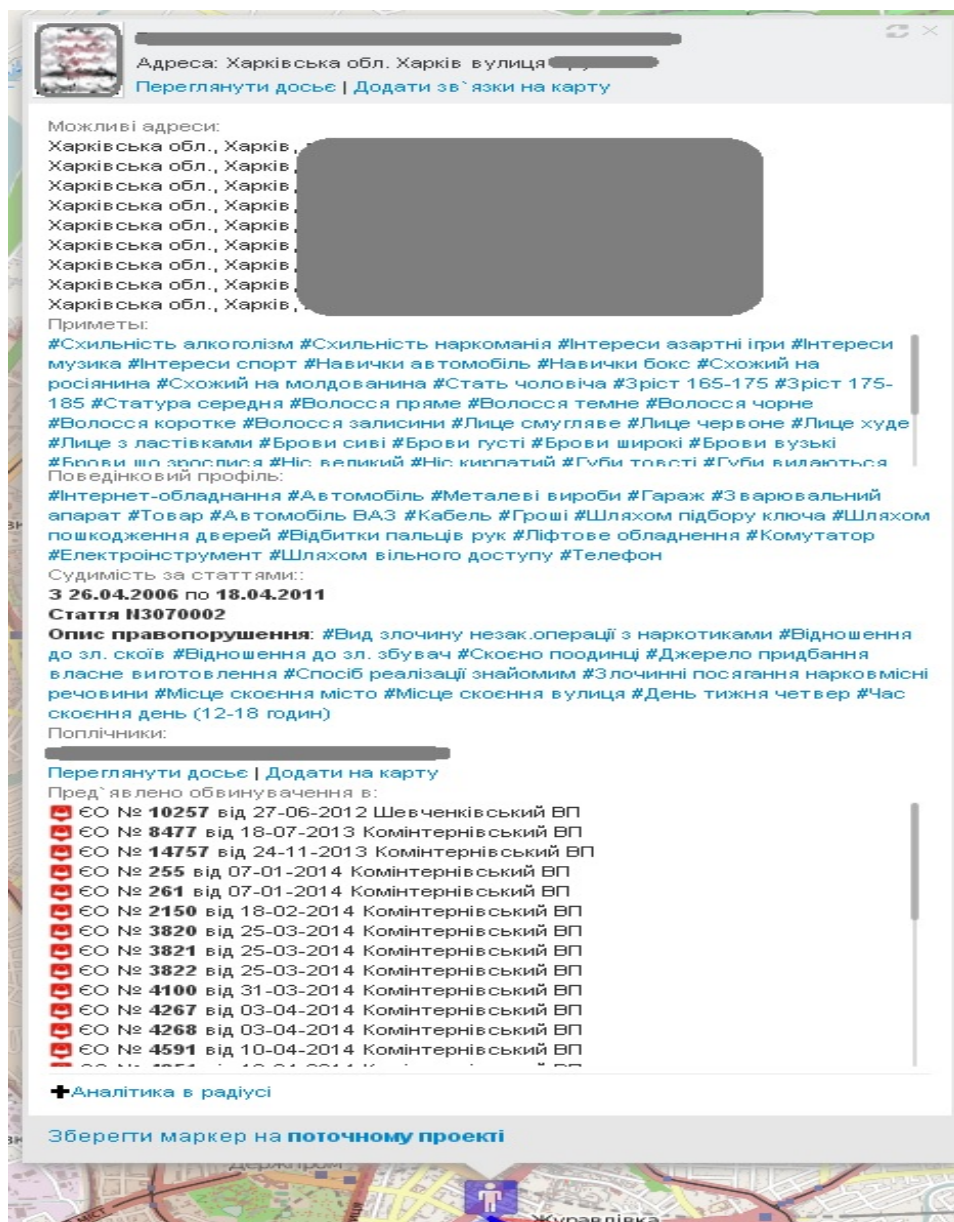 Адреса: Харківська обл. Харків вулиця
Переглянути досьє | Додати зв`язки на карту
Можливі адреси:
Харківська обл., Харків,
Харківська обл., Харків,
Харківська обл., Харків,
Харківська обл., Харків,
Харківська обл., Харків,
Харківська обл., Харків,
Харківська обл., Харків,
Харківська обл., Харків,
Харківська обл., Харків,
Приметы:
#Схильність алкоголізм #Схильність наркоманія #Інтереси азартні ігри #Інтереси
музика #Інтереси спорт #Навички автомобіль #Навички бокс #Схожий на
росіянина #Схожий на молдованина #Стать чоловіча #Зріст 165-175 #Зріст 175-
185 #Статура середня #Волосся пряме #Волосся темне #Волосся чорне
#Волосся коротке #Волосся залисини #Лице смугляве #Лице червоне #Лице худе
#Лице з ластівками #Брови сиві #Брови густі #Брови широкі #Брови вузькі
#Брови що зрослися #Ніс великий #Ніс кирпатий #Губи товсті #Губи видаються
Поведінковий профіль:
#Інтернет-обладнання #Автомобіль #Металеві вироби #Гараж #Зварювальний
апарат #Товар #Автомобіль ВАЗ #Кабель #Гроші #Шляхом підбору ключа #Шляхом
пошкодження дверей #Відбитки пальців рук #Ліфтове обладнення #Комутатор
#Електроінструмент #Шляхом вільного доступу #Телефон
Судимість за статтями::
З 26.04.2006 по 18.04.2011
Стаття N3070002
Опис правопорушення: #Вид злочину незак.операції з наркотиками #Відношення
до зл. скоїв #Відношення до зл. збувач #Скоєно поодинці #Джерело придбання
власне виготовлення #Спосіб реалізації знайомим #Злочинні посягання нарковмісні
речовини #Місце скоєння місто #Місце скоєння вулиця #День тижня четвер #Час
скоєння день (12-18 годин)
Поплічники:
Переглянути досьє | Додати на карту
Пред`явлено обвинувачення в:
ЄО № 10257 від 27-06-2012 Шевченківський ВП
ЄО № 8477 від 18-07-2013 Комінтернівський ВП
ЄО № 14757 від 24-11-2013 Комінтернівський ВП
ЄО № 255 від 07-01-2014 Комінтернівський ВП
ЄО № 261 від 07-01-2014 Комінтернівський ВП
ЄО № 2150 від 18-02-2014 Комінтернівський ВП
ЄО № 3820 від 25-03-2014 Комінтернівський ВП
ЄО № 3821 від 25-03-2014 Комінтернівський ВП
ЄО № 3822 від 25-03-2014 Комінтернівський ВП
ЄО № 4100 від 31-03-2014 Комінтернівський ВП
ЄО № 4267 від 03-04-2014 Комінтернівський ВП
ЄО № 4268 від 03-04-2014 Комінтернівський ВП
ЄО № 4591 від 10-04-2014 Комінтернівський ВП
Аналітика в радіусі
Зберегти маркер на поточному проекті
Держпром
Журавлівка